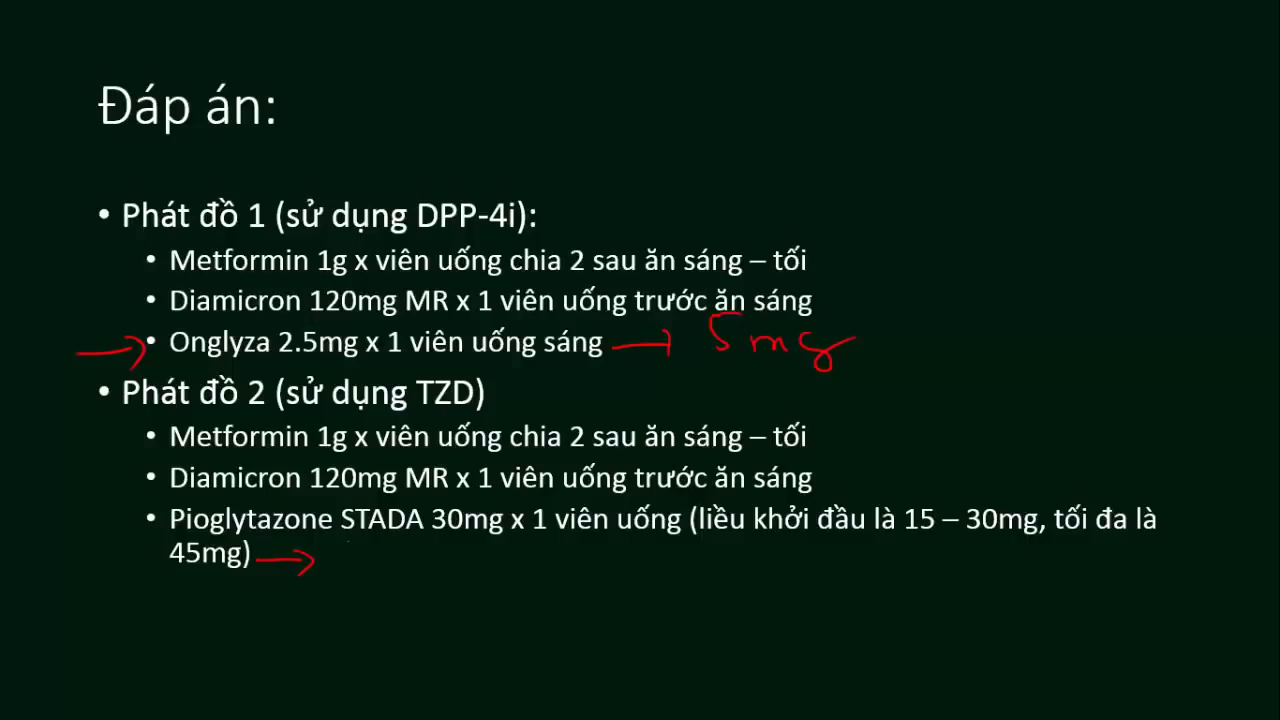 Đáp án:
• Phát đồ 1 (sử dụng DPP-4i):
• Metformin 1g x viên uống chia 2 sau ăn sáng – tối
• Diamicron 120mg MR x 1 viên uống trước ăn sáng
• Onglyza 2.5mg x 1 viên uống sáng → 5mg
• Phát đồ 2 (sử dụng TZD)
• Metformin 1g x viên uống chia 2 sau ăn sáng – tối
• Diamicron 120mg MR x 1 viên uống trước ăn sáng
• Pioglytazone STADA 30mg x 1 viên uống (liều khởi đầu là 15 – 30mg, tối đa là
45mg) →